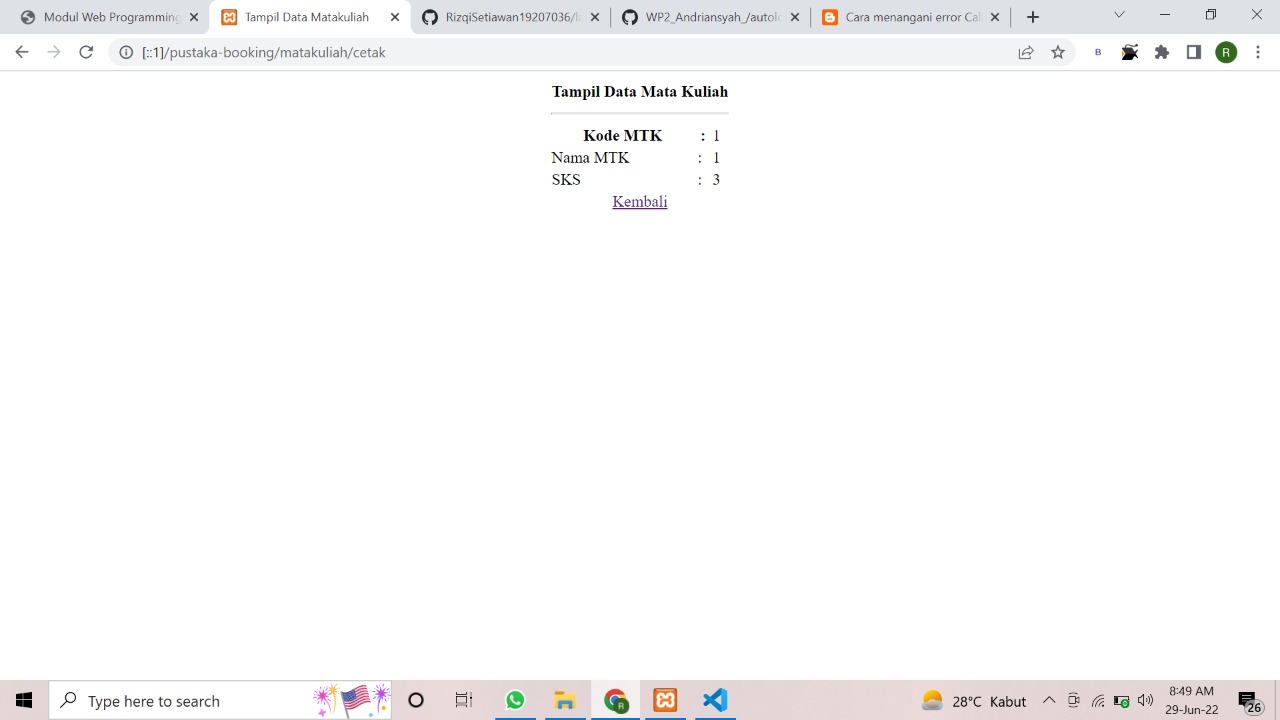 Modul Web Programming
Tampil Data Matakuliah
RizqiSetiawan19207036/
WP2_Andriansyah_/autolo
Cara menangani error Cal
[::1]/pustaka-booking/matakuliah/cetak
B
R
Tampil Data Mata Kuliah
Kode MTK : 1
Nama MTK : 1
SKS : 3
Kembali
Type here to search
R
28°C Kabut
8:49 AM
29-Jun-22
26